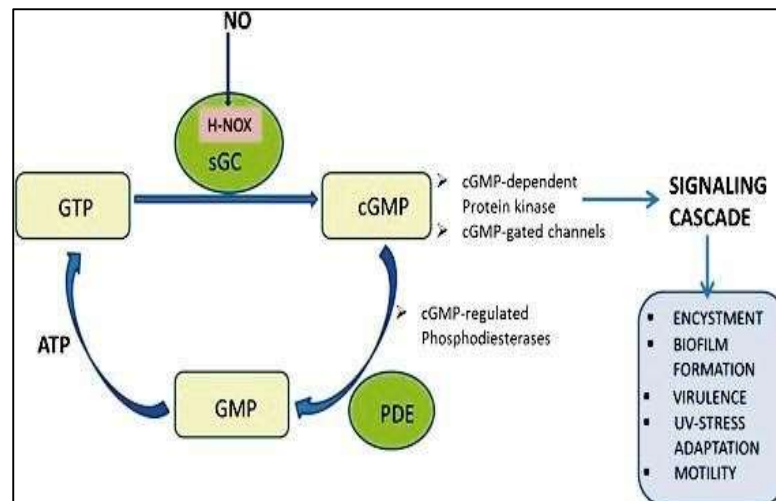 NO
H-NOX
sGC
GTP
cGMP
➢ cGMP-dependent
Protein kinase
➢ cGMP-gated channels
SIGNALING
CASCADE
➢ cGMP-regulated
Phosphodiesterases
ATP
GMP
PDE
▪ ENCYSTMENT
▪ BIOFILM
FORMATION
▪ VIRULENCE
▪ UV-STRESS
ADAPTATION
▪ MOTILITY